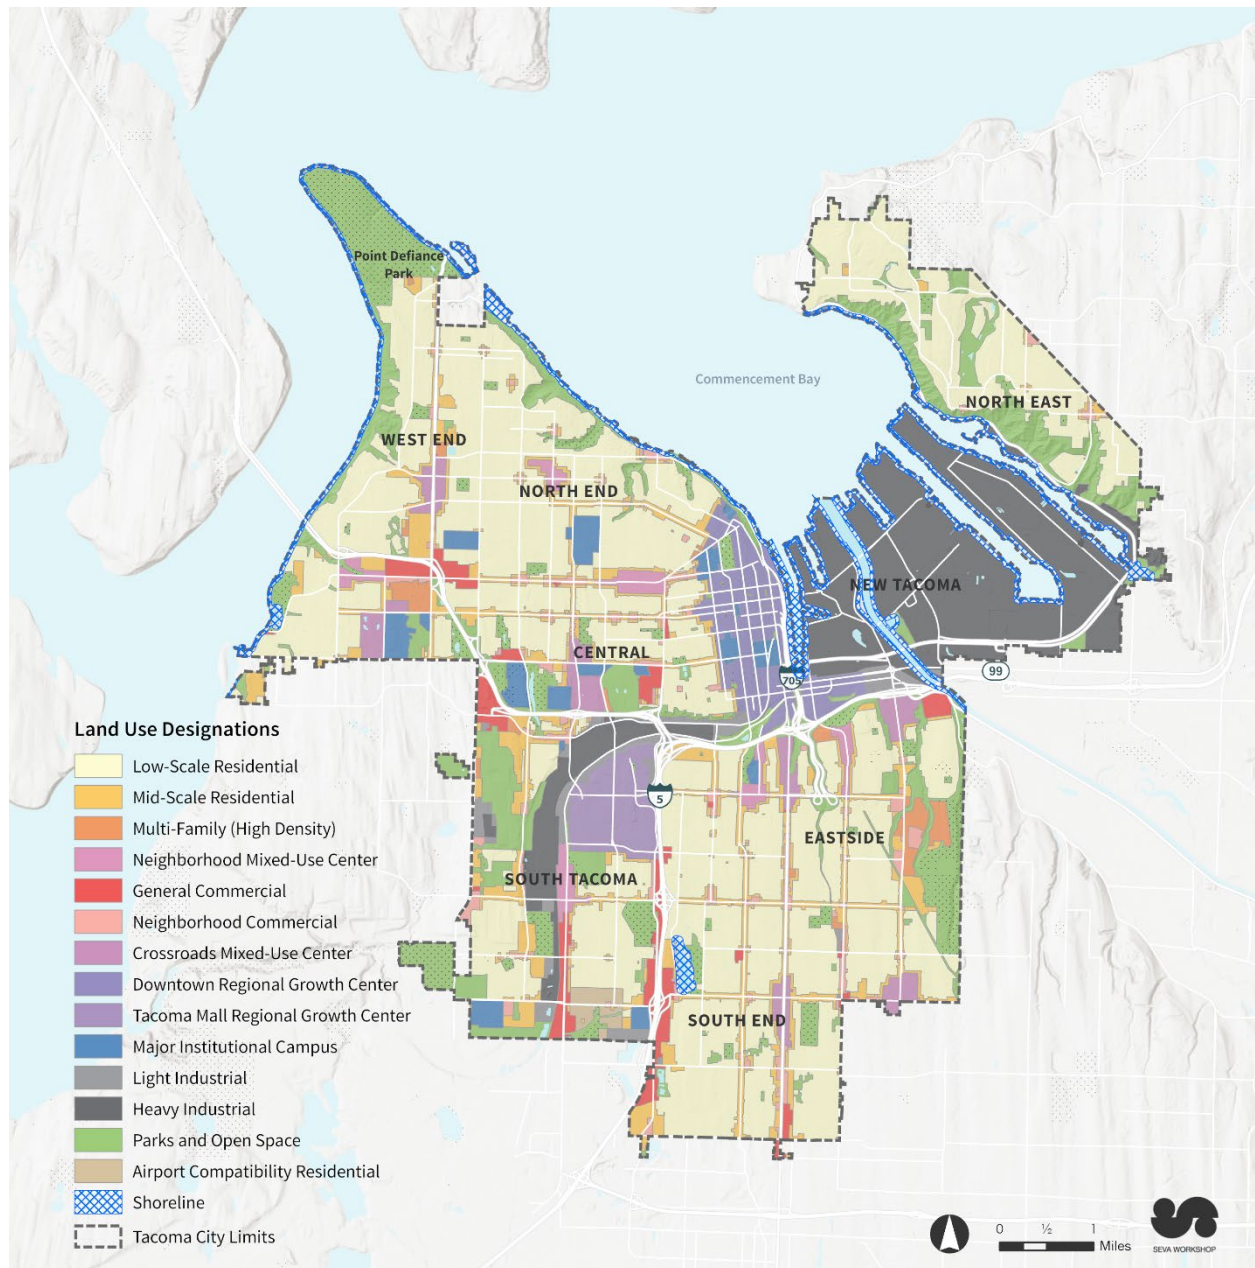 Point Defiance
Park
Commencement Bay
NORTH EAST
WEST END
NORTH END
NEW TACOMA
CENTRAL
99
705
5
EASTSIDE
SOUTH TACOMA
SOUTH END
Land Use Designations
Low-Scale Residential
Mid-Scale Residential
Multi-Family (High Density)
Neighborhood Mixed-Use Center
General Commercial
Neighborhood Commercial
Crossroads Mixed-Use Center
Downtown Regional Growth Center
Tacoma Mall Regional Growth Center
Major Institutional Campus
Light Industrial
Heavy Industrial
Parks and Open Space
Airport Compatibility Residential
Shoreline
Tacoma City Limits
0 ½ 1
Miles
SEVA WORKSHOP